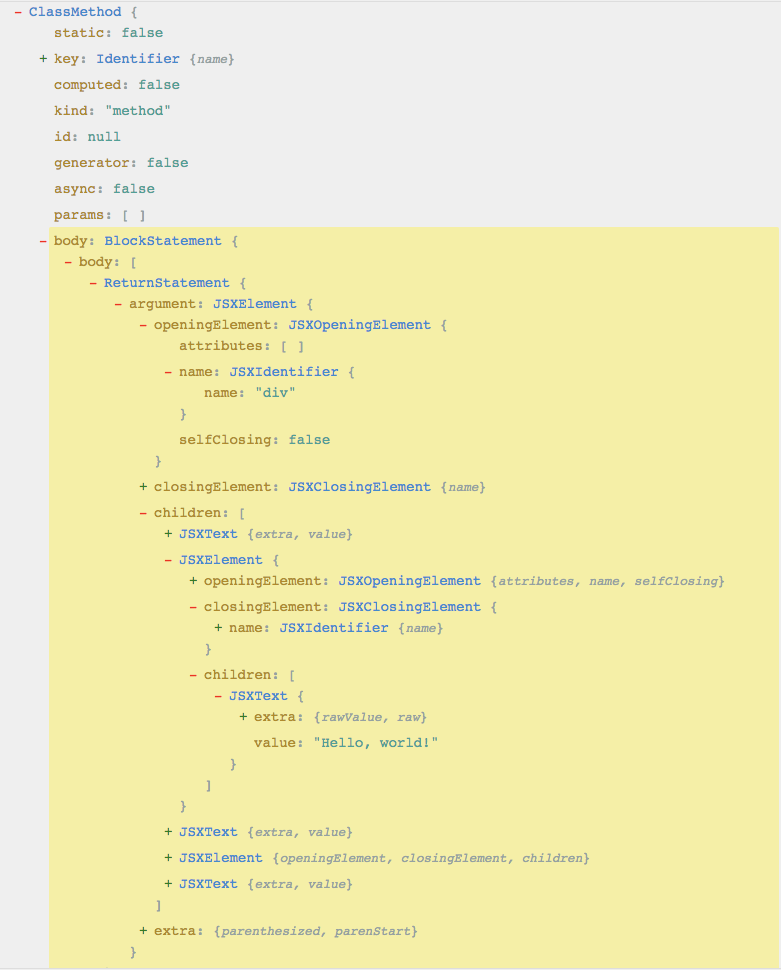 − ClassMethod {
static: false
+ key: Identifier {name}
computed: false
kind: "method"
id: null
generator: false
async: false
params: [ ]
− body: BlockStatement {
− body: [
− ReturnStatement {
− argument: JSXElement {
− openingElement: JSXOpeningElement {
attributes: [ ]
− name: JSXIdentifier {
name: "div"
}
selfClosing: false
}
+ closingElement: JSXClosingElement {name}
− children: [
+ JSXText {extra, value}
− JSXElement {
+ openingElement: JSXOpeningElement {attributes, name, selfClosing}
− closingElement: JSXClosingElement {
+ name: JSXIdentifier {name}
}
− children: [
− JSXText {
+ extra: {rawValue, raw}
value: "Hello, world!"
}
]
}
+ JSXText {extra, value}
+ JSXElement {openingElement, closingElement, children}
+ JSXText {extra, value}
]
+ extra: {parenthesized, parenStart}
}